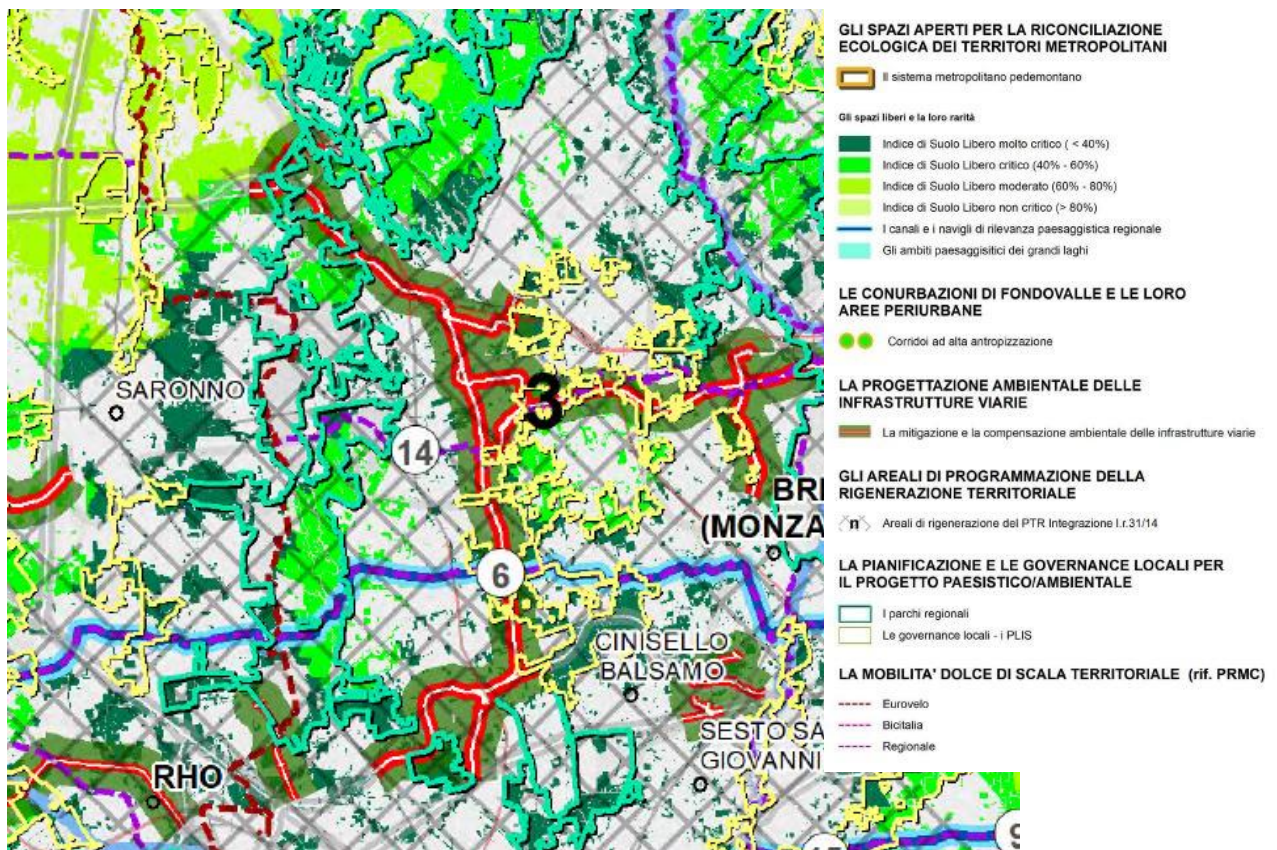 SARONNO
14
3
BRI
(MONZA
6
CINISELLO
BALSAMO
SESTO SA
GIOVANNI
RHO
GLI SPAZI APERTI PER LA RICONCILIAZIONE
ECOLOGICA DEI TERRITORI METROPOLITANI
Il sistema metropolitano pedemontano
Gli spazi liberi e la loro rarità
Indice di Suolo Libero molto critico ( < 40%)
Indice di Suolo Libero critico (40% - 60%)
Indice di Suolo Libero moderato (60% - 80%)
Indice di Suolo Libero non critico (> 80%)
I canali e i navigli di rilevanza paesaggistica regionale
Gli ambiti paesaggisitici dei grandi laghi
LE CONURBAZIONI DI FONDOVALLE E LE LORO
AREE PERIURBANE
Corridoi ad alta antropizzazione
LA PROGETTAZIONE AMBIENTALE DELLE
INFRASTRUTTURE VIARIE
La mitigazione e la compensazione ambientale delle infrastrutture viarie
GLI AREALI DI PROGRAMMAZIONE DELLA
RIGENERAZIONE TERRITORIALE
n Areali di rigenerazione del PTR Integrazione l.r.31/14
LA PIANIFICAZIONE E LE GOVERNANCE LOCALI PER
IL PROGETTO PAESISTICO/AMBIENTALE
I parchi regionali
Le governance locali - i PLIS
LA MOBILITA' DOLCE DI SCALA TERRITORIALE (rif. PRMC)
Eurovelo
Bicitalia
Regionale